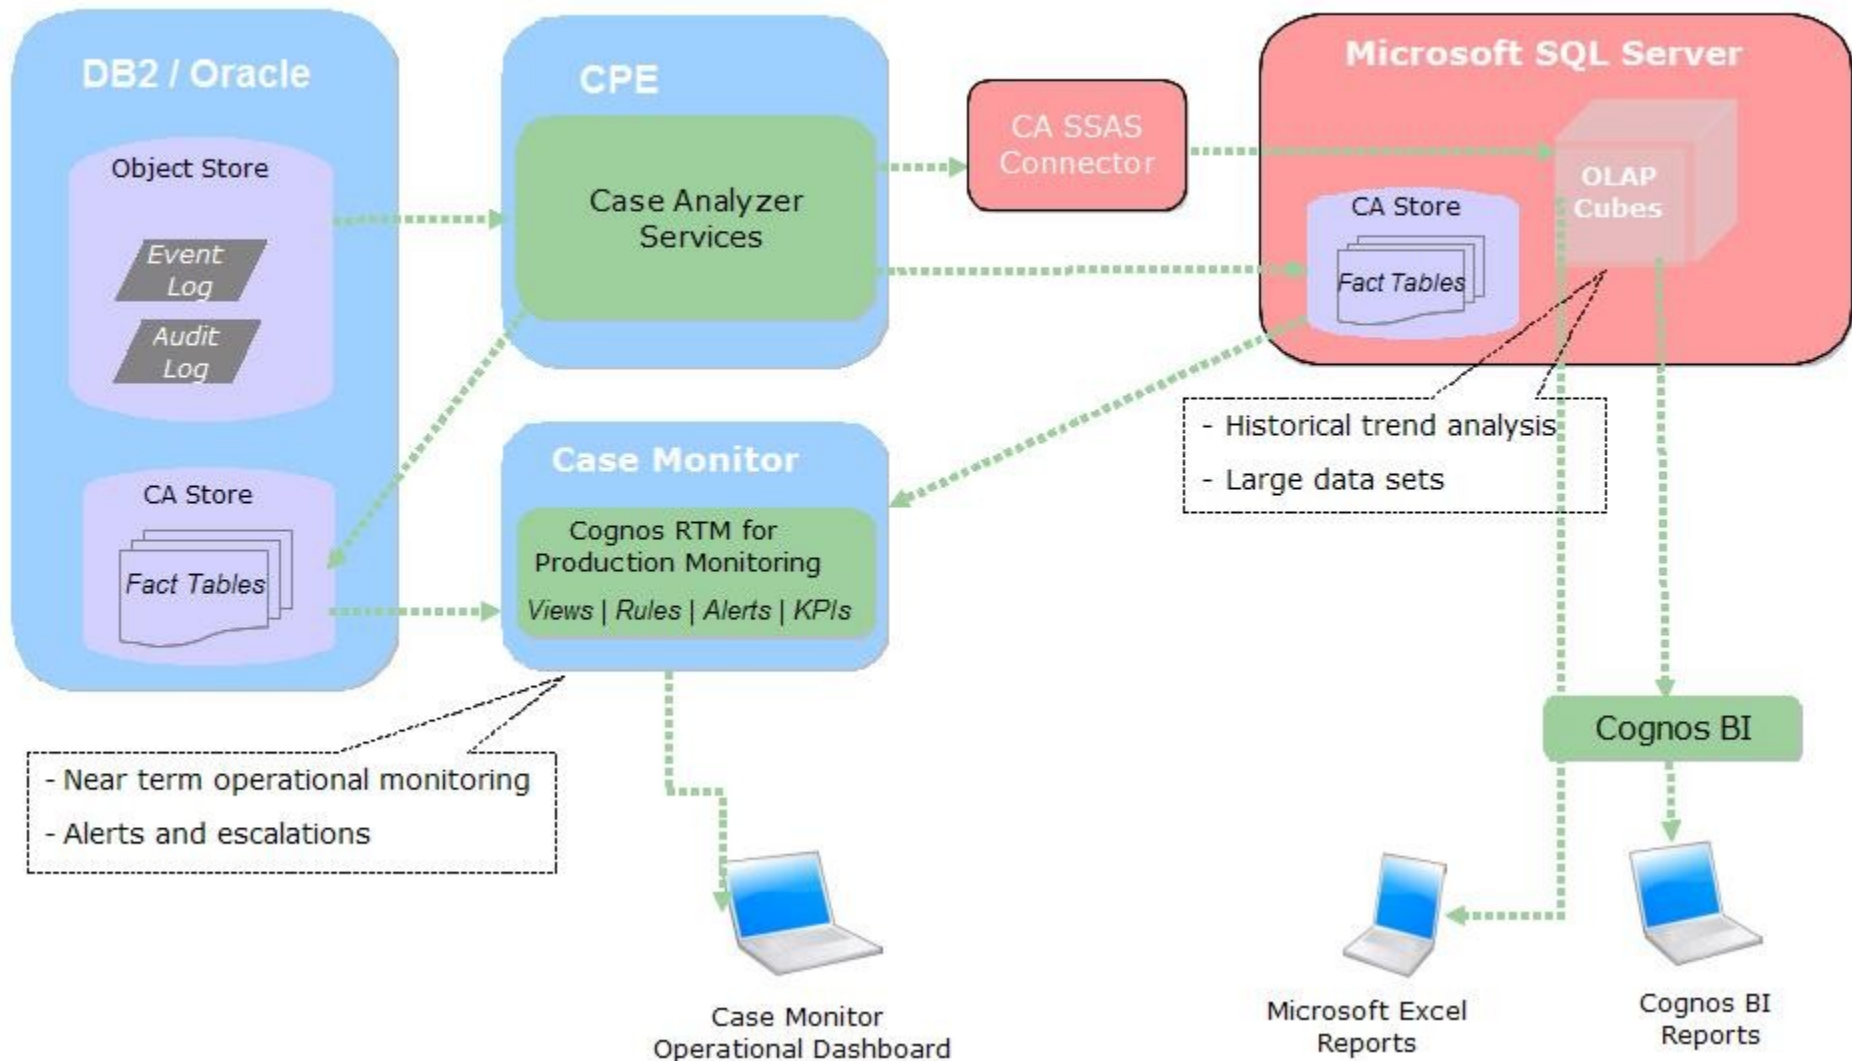 DB2 / Oracle
Object Store
Event
Log
Audit
Log
CA Store
Fact Tables
CPE
Case Analyzer
Services
CA SSAS
Connector
Microsoft SQL Server
OLAP
Cubes
CA Store
Fact Tables
- Historical trend analysis
- Large data sets
Case Monitor
Cognos RTM for
Production Monitoring
Views | Rules | Alerts | KPIs
- Near term operational monitoring
- Alerts and escalations
Cognos BI
Case Monitor
Operational Dashboard
Microsoft Excel
Reports
Cognos BI
Reports